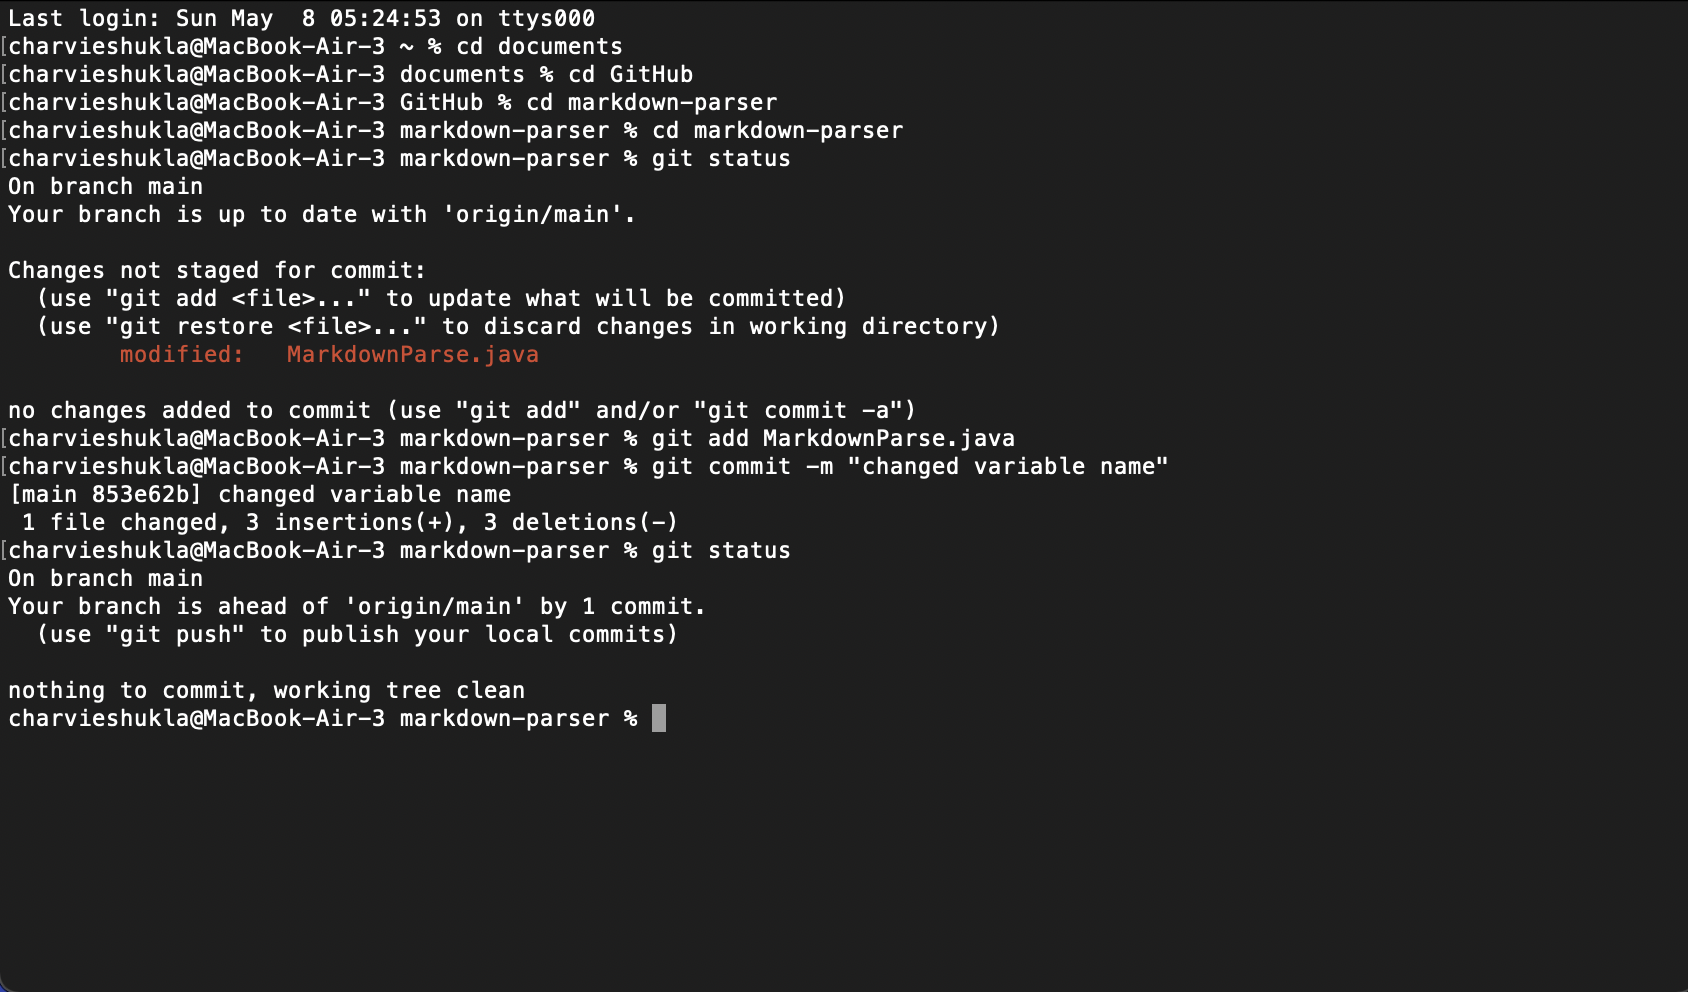 Last login: Sun May  8 05:24:53 on ttys000
[charvieshukla@MacBook-Air-3 ~ % cd documents
[charvieshukla@MacBook-Air-3 documents % cd GitHub
[charvieshukla@MacBook-Air-3 GitHub % cd markdown-parser
[charvieshukla@MacBook-Air-3 markdown-parser % cd markdown-parser
[charvieshukla@MacBook-Air-3 markdown-parser % git status
On branch main
Your branch is up to date with 'origin/main'.

Changes not staged for commit:
  (use "git add <file>..." to update what will be committed)
  (use "git restore <file>..." to discard changes in working directory)
        modified:   MarkdownParse.java

no changes added to commit (use "git add" and/or "git commit -a")
[charvieshukla@MacBook-Air-3 markdown-parser % git add MarkdownParse.java
[charvieshukla@MacBook-Air-3 markdown-parser % git commit -m "changed variable name"
[main 853e62b] changed variable name
 1 file changed, 3 insertions(+), 3 deletions(-)
[charvieshukla@MacBook-Air-3 markdown-parser % git status
On branch main
Your branch is ahead of 'origin/main' by 1 commit.
  (use "git push" to publish your local commits)

nothing to commit, working tree clean
charvieshukla@MacBook-Air-3 markdown-parser %